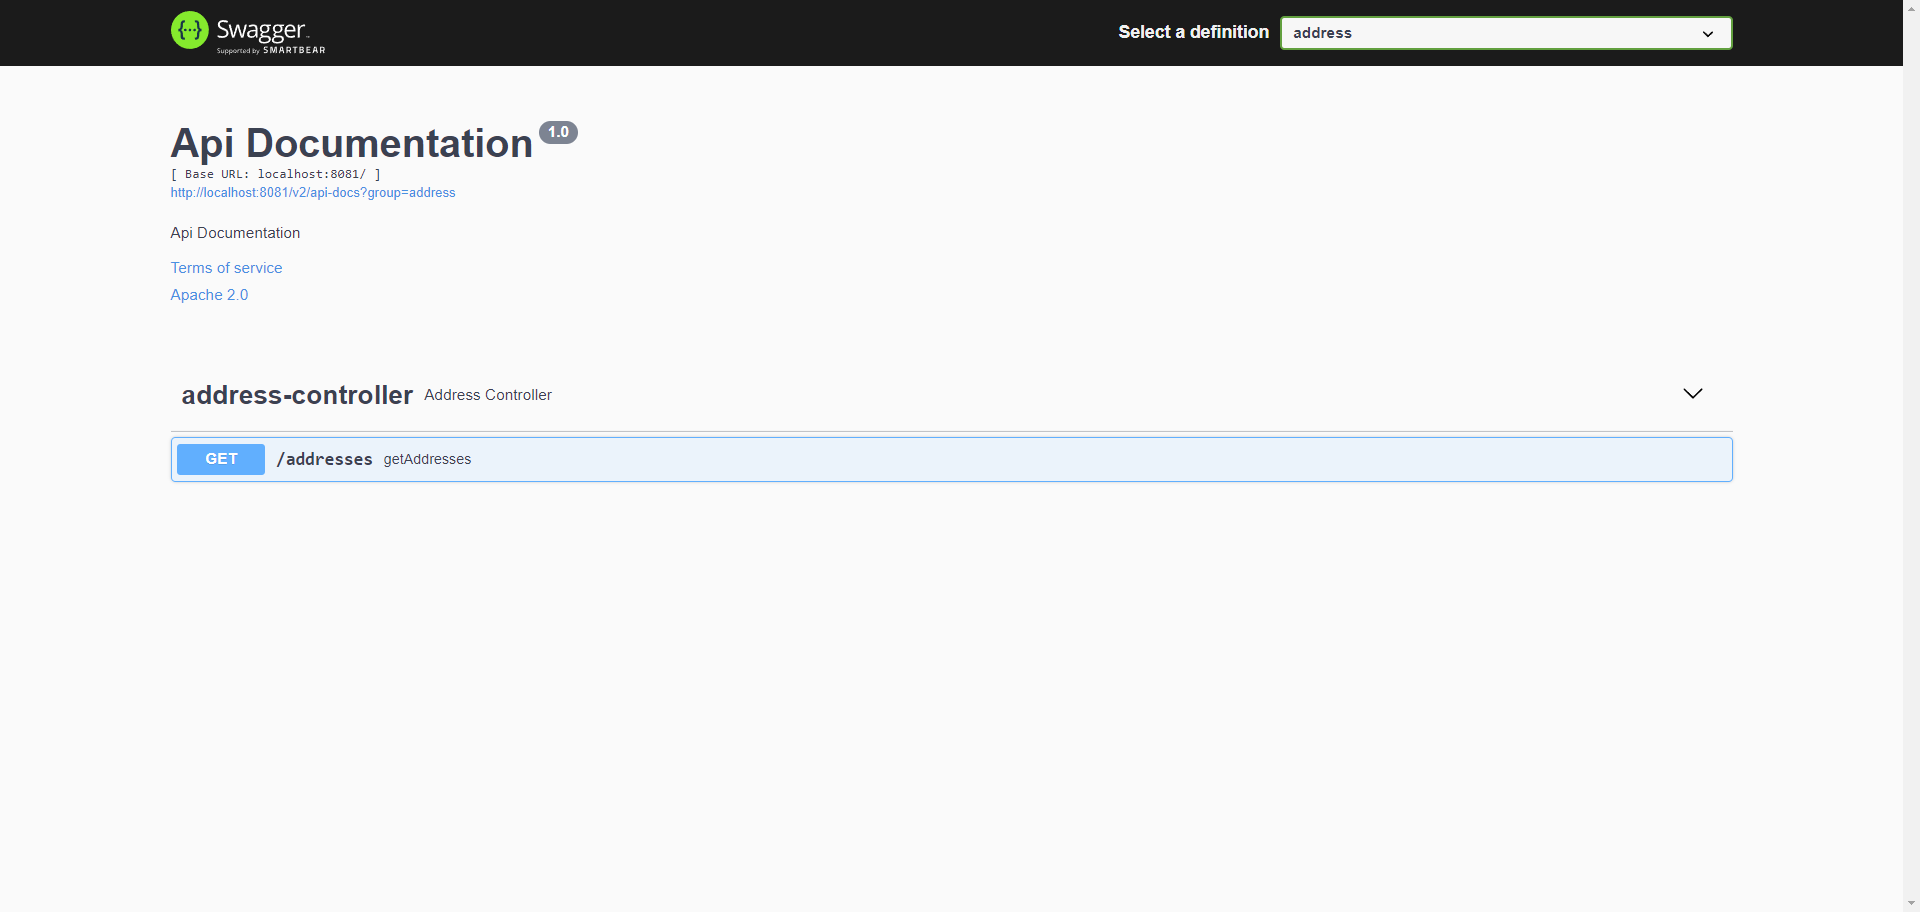 {···} Swagger™
Supported by SMARTBEAR
Select a definition
address
Api Documentation 1.0
[ Base URL: localhost:8081/ ]
http://localhost:8081/v2/api-docs?group=address
Api Documentation
Terms of service
Apache 2.0
address-controller Address Controller
GET /addresses getAddresses